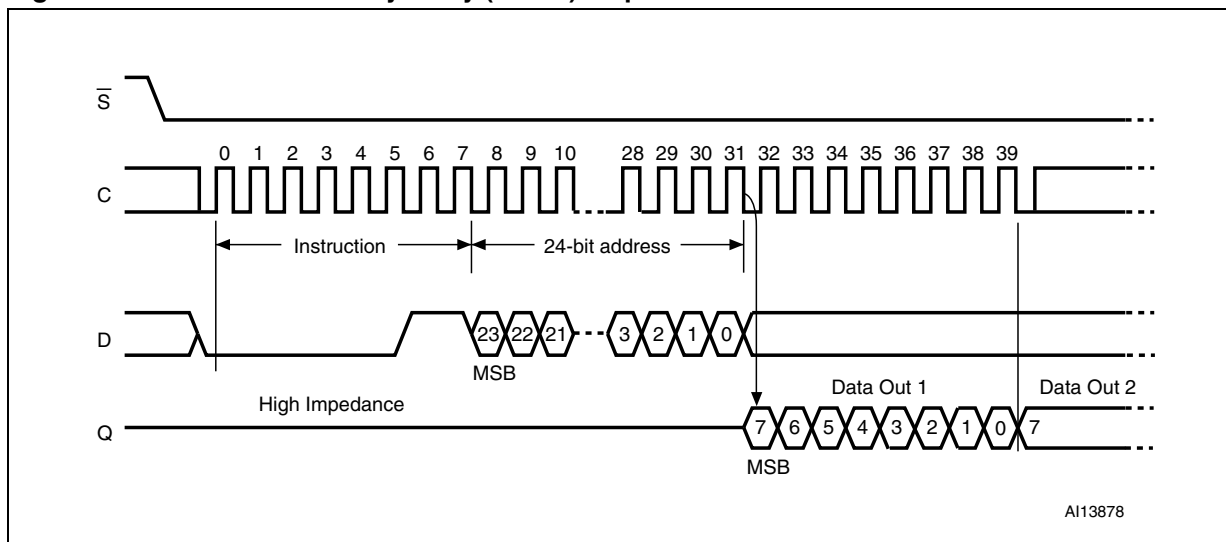 S
0 1 2 3 4 5 6 7 8 9 10 28 29 30 31 32 33 34 35 36 37 38 39
C
Instruction 24-bit address
D
23 22 21 3 2 1 0
MSB
High Impedance Data Out 1 Data Out 2
Q
7 6 5 4 3 2 1 0 7
MSB
AI13878